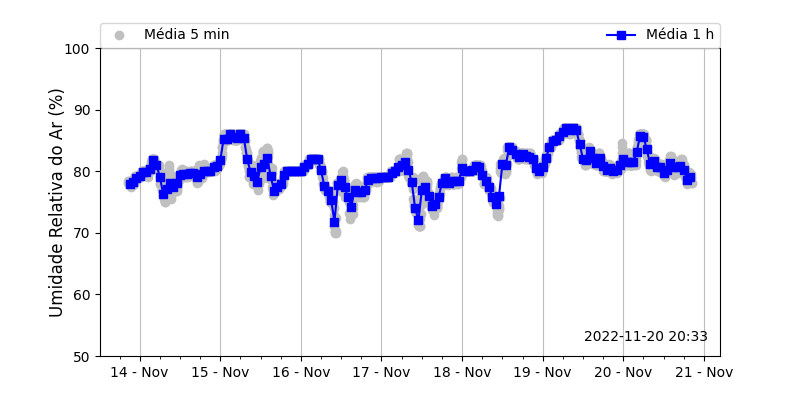 Média 5 min
Média 1 h
Umidade Relativa do Ar (%)
100
90
80
70
60
50
2022-11-20 20:33
14 - Nov
15 - Nov
16 - Nov
17 - Nov
18 - Nov
19 - Nov
20 - Nov
21 - Nov